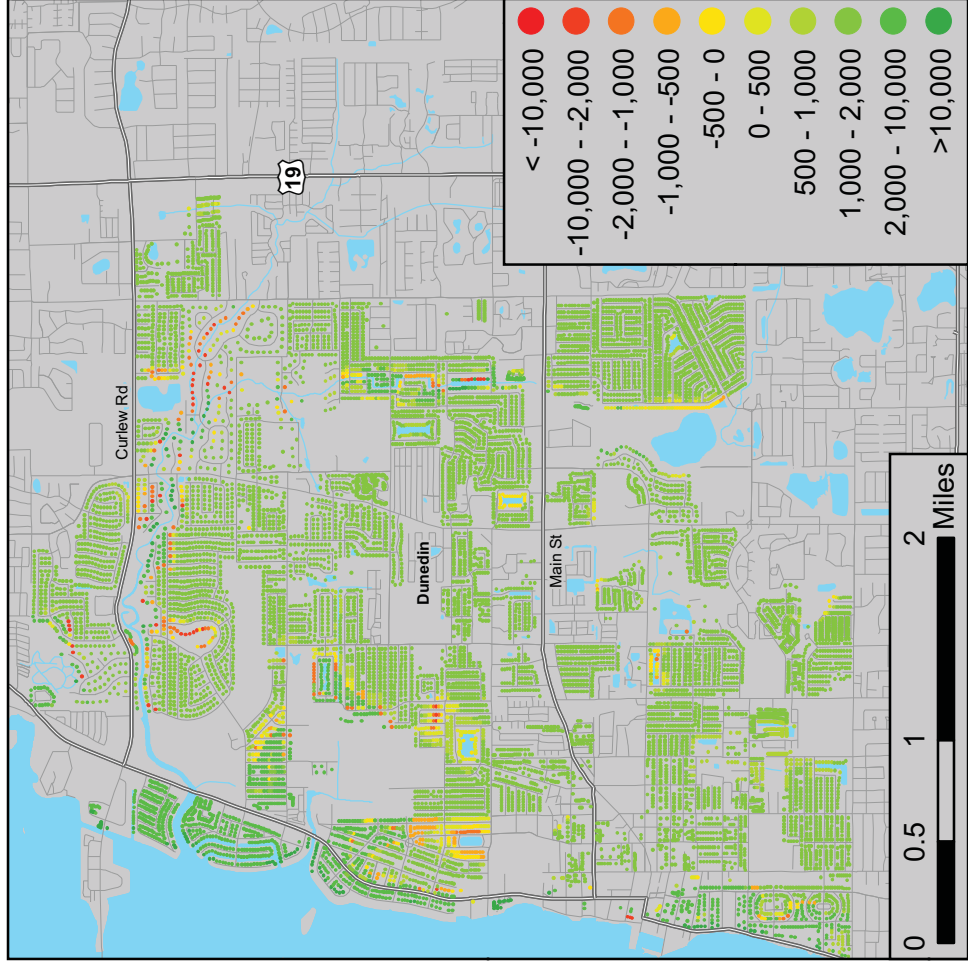 Curlew Rd
19
Dunedin
Main St
< -10,000
-10,000 - -2,000
-2,000 - -1,000
-1,000 - -500
-500 - 0
0 - 500
500 - 1,000
1,000 - 2,000
2,000 - 10,000
>10,000
0 0.5 1 2
Miles